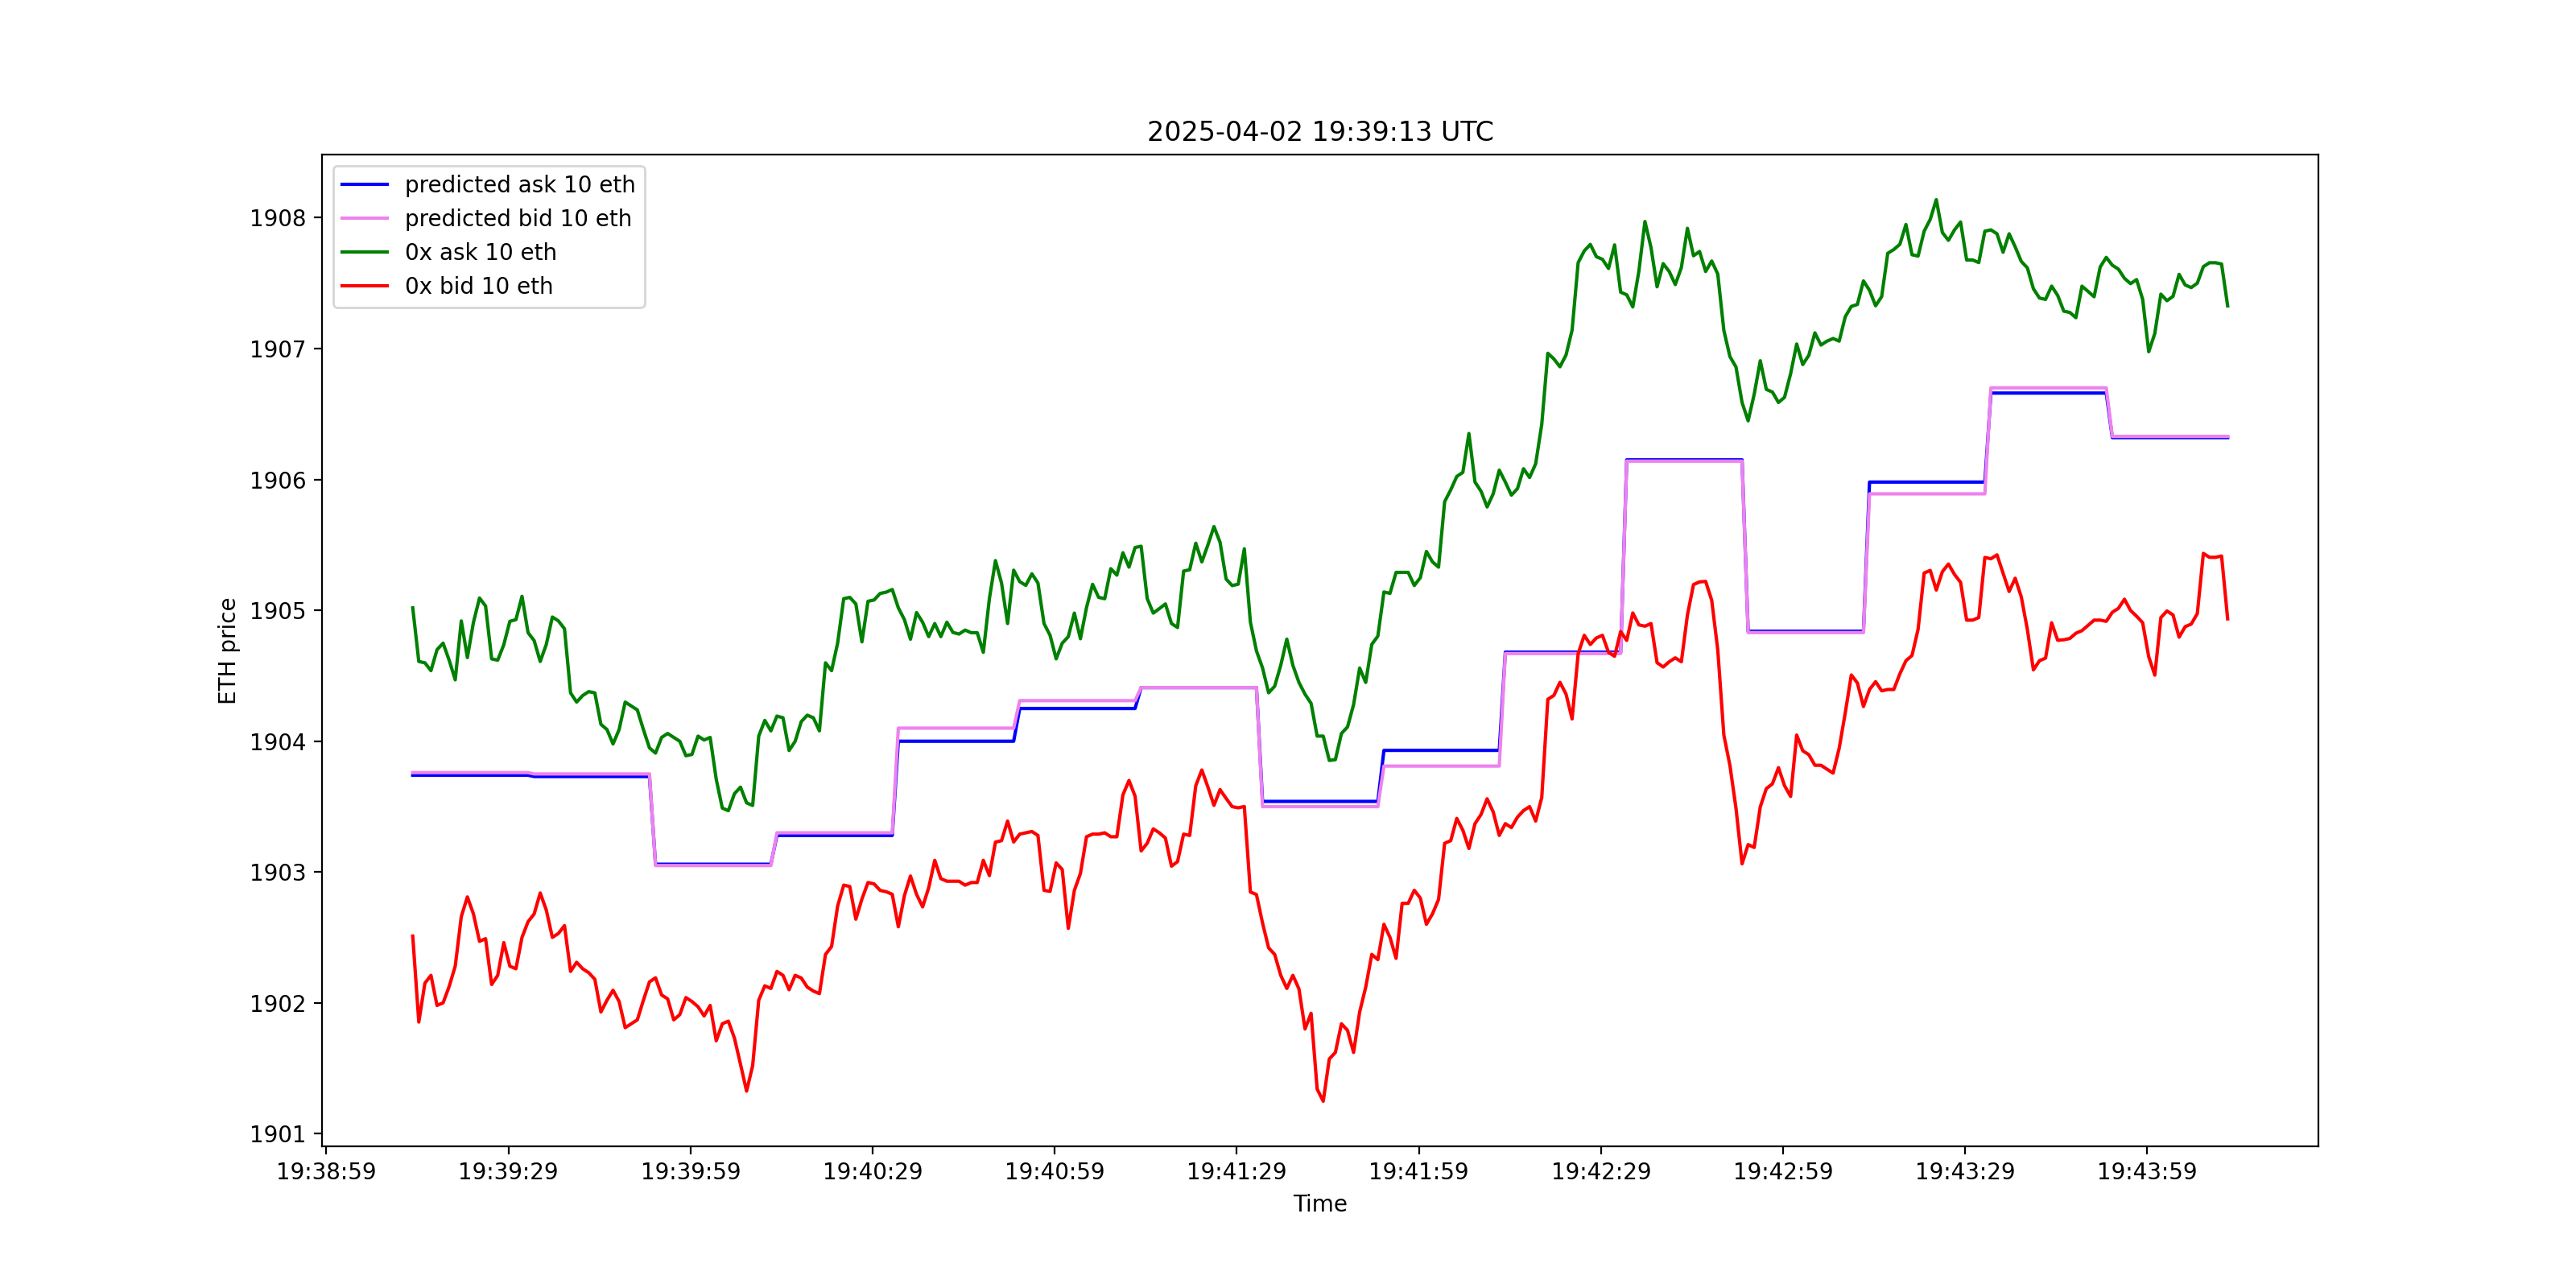 2025-04-02 19:39:13 UTC
predicted ask 10 eth
predicted bid 10 eth
0x ask 10 eth
0x bid 10 eth
1908
1907
1906
1905
1904
1903
1902
1901
ETH price
19:38:59 19:39:29 19:39:59 19:40:29 19:40:59 19:41:29 19:41:59 19:42:29 19:42:59 19:43:29 19:43:59
Time